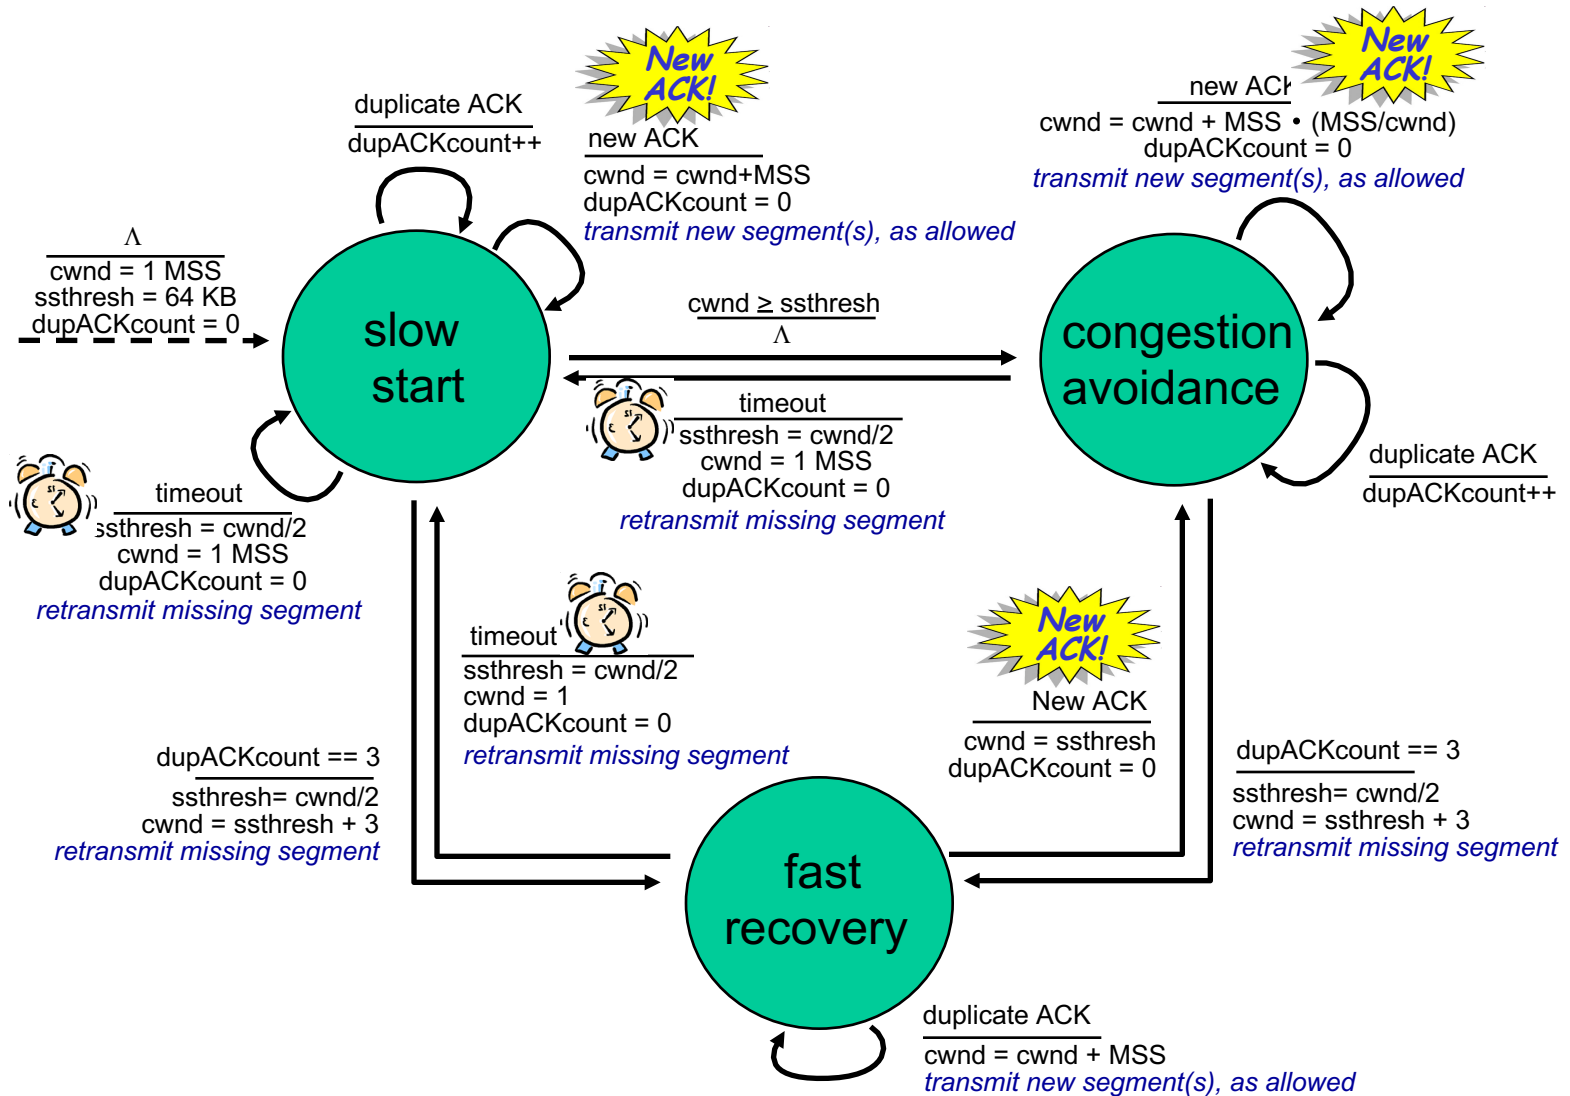 New
ACK!
New
ACK!
duplicate ACK
dupACKcount++
new ACK
cwnd = cwnd+MSS
dupACKcount = 0
transmit new segment(s), as allowed
new ACK
cwnd = cwnd + MSS • (MSS/cwnd)
dupACKcount = 0
transmit new segment(s), as allowed
Λ
cwnd = 1 MSS
ssthresh = 64 KB
dupACKcount = 0
slow
start
cwnd ≥ ssthresh
Λ
congestion
avoidance
timeout
ssthresh = cwnd/2
cwnd = 1 MSS
dupACKcount = 0
retransmit missing segment
duplicate ACK
dupACKcount++
timeout
ssthresh = cwnd/2
cwnd = 1 MSS
dupACKcount = 0
retransmit missing segment
timeout
ssthresh = cwnd/2
cwnd = 1
dupACKcount = 0
retransmit missing segment
New
ACK!
New ACK
cwnd = ssthresh
dupACKcount = 0
dupACKcount == 3
ssthresh= cwnd/2
cwnd = ssthresh + 3
retransmit missing segment
dupACKcount == 3
ssthresh= cwnd/2
cwnd = ssthresh + 3
retransmit missing segment
fast
recovery
duplicate ACK
cwnd = cwnd + MSS
transmit new segment(s), as allowed